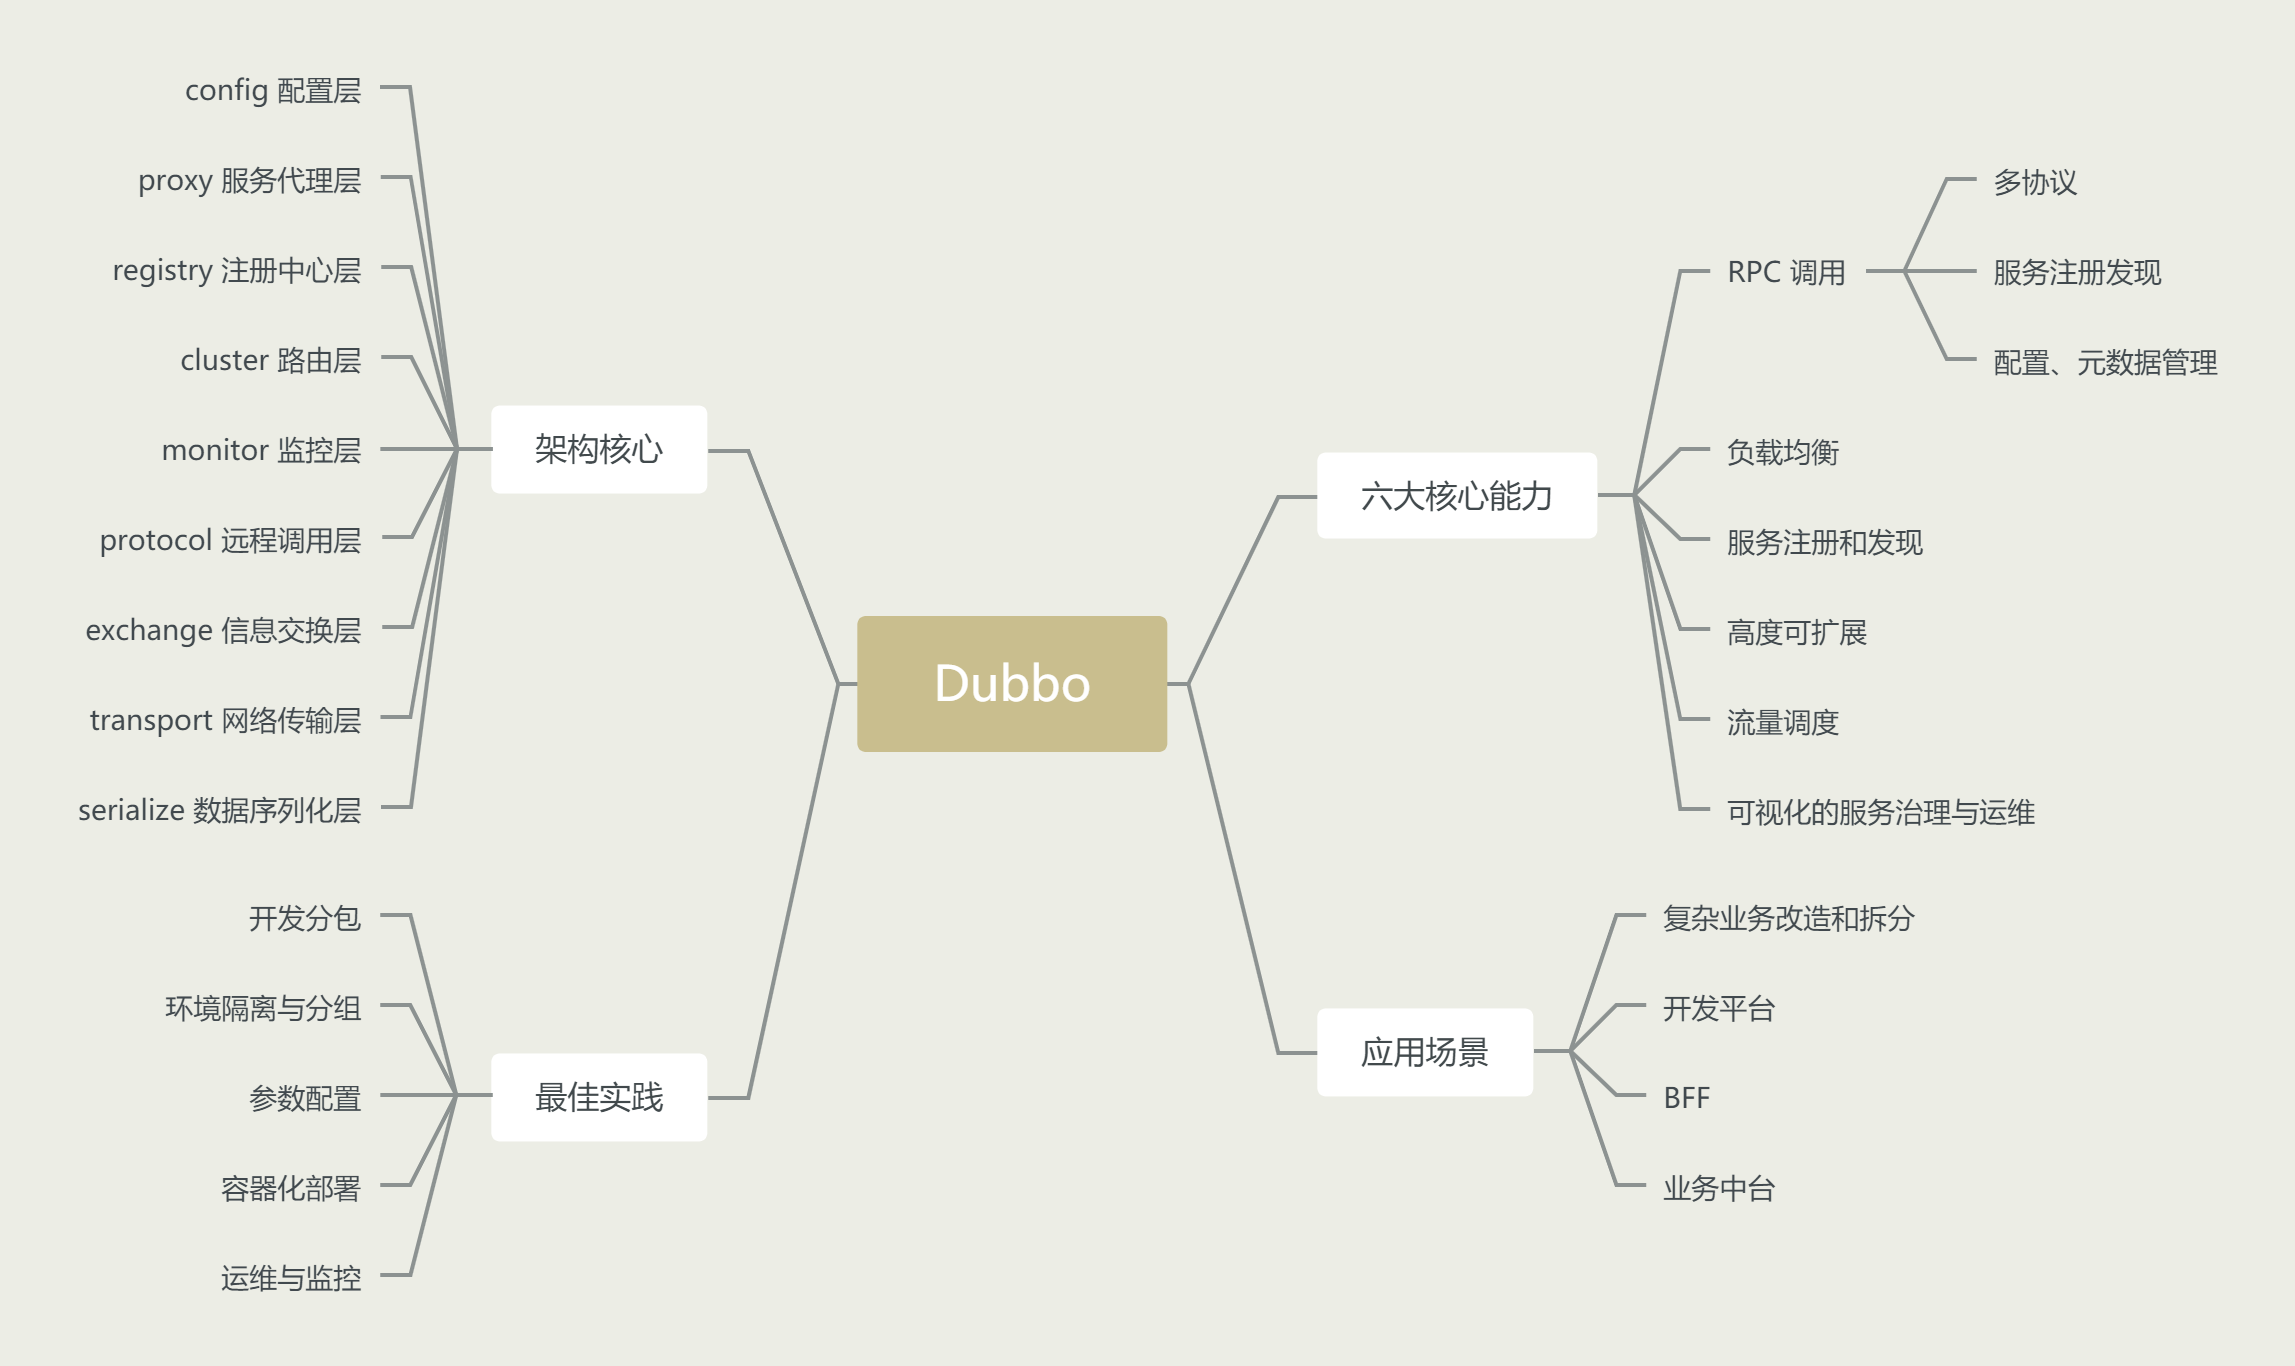 Dubbo
架构核心
config 配置层
proxy 服务代理层
registry 注册中心层
cluster 路由层
monitor 监控层
protocol 远程调用层
exchange 信息交换层
transport 网络传输层
serialize 数据序列化层
最佳实践
开发分包
环境隔离与分组
参数配置
容器化部署
运维与监控
六大核心能力
RPC 调用
多协议
服务注册发现
配置、元数据管理
负载均衡
服务注册和发现
高度可扩展
流量调度
可视化的服务治理与运维
应用场景
复杂业务改造和拆分
开发平台
BFF
业务中台